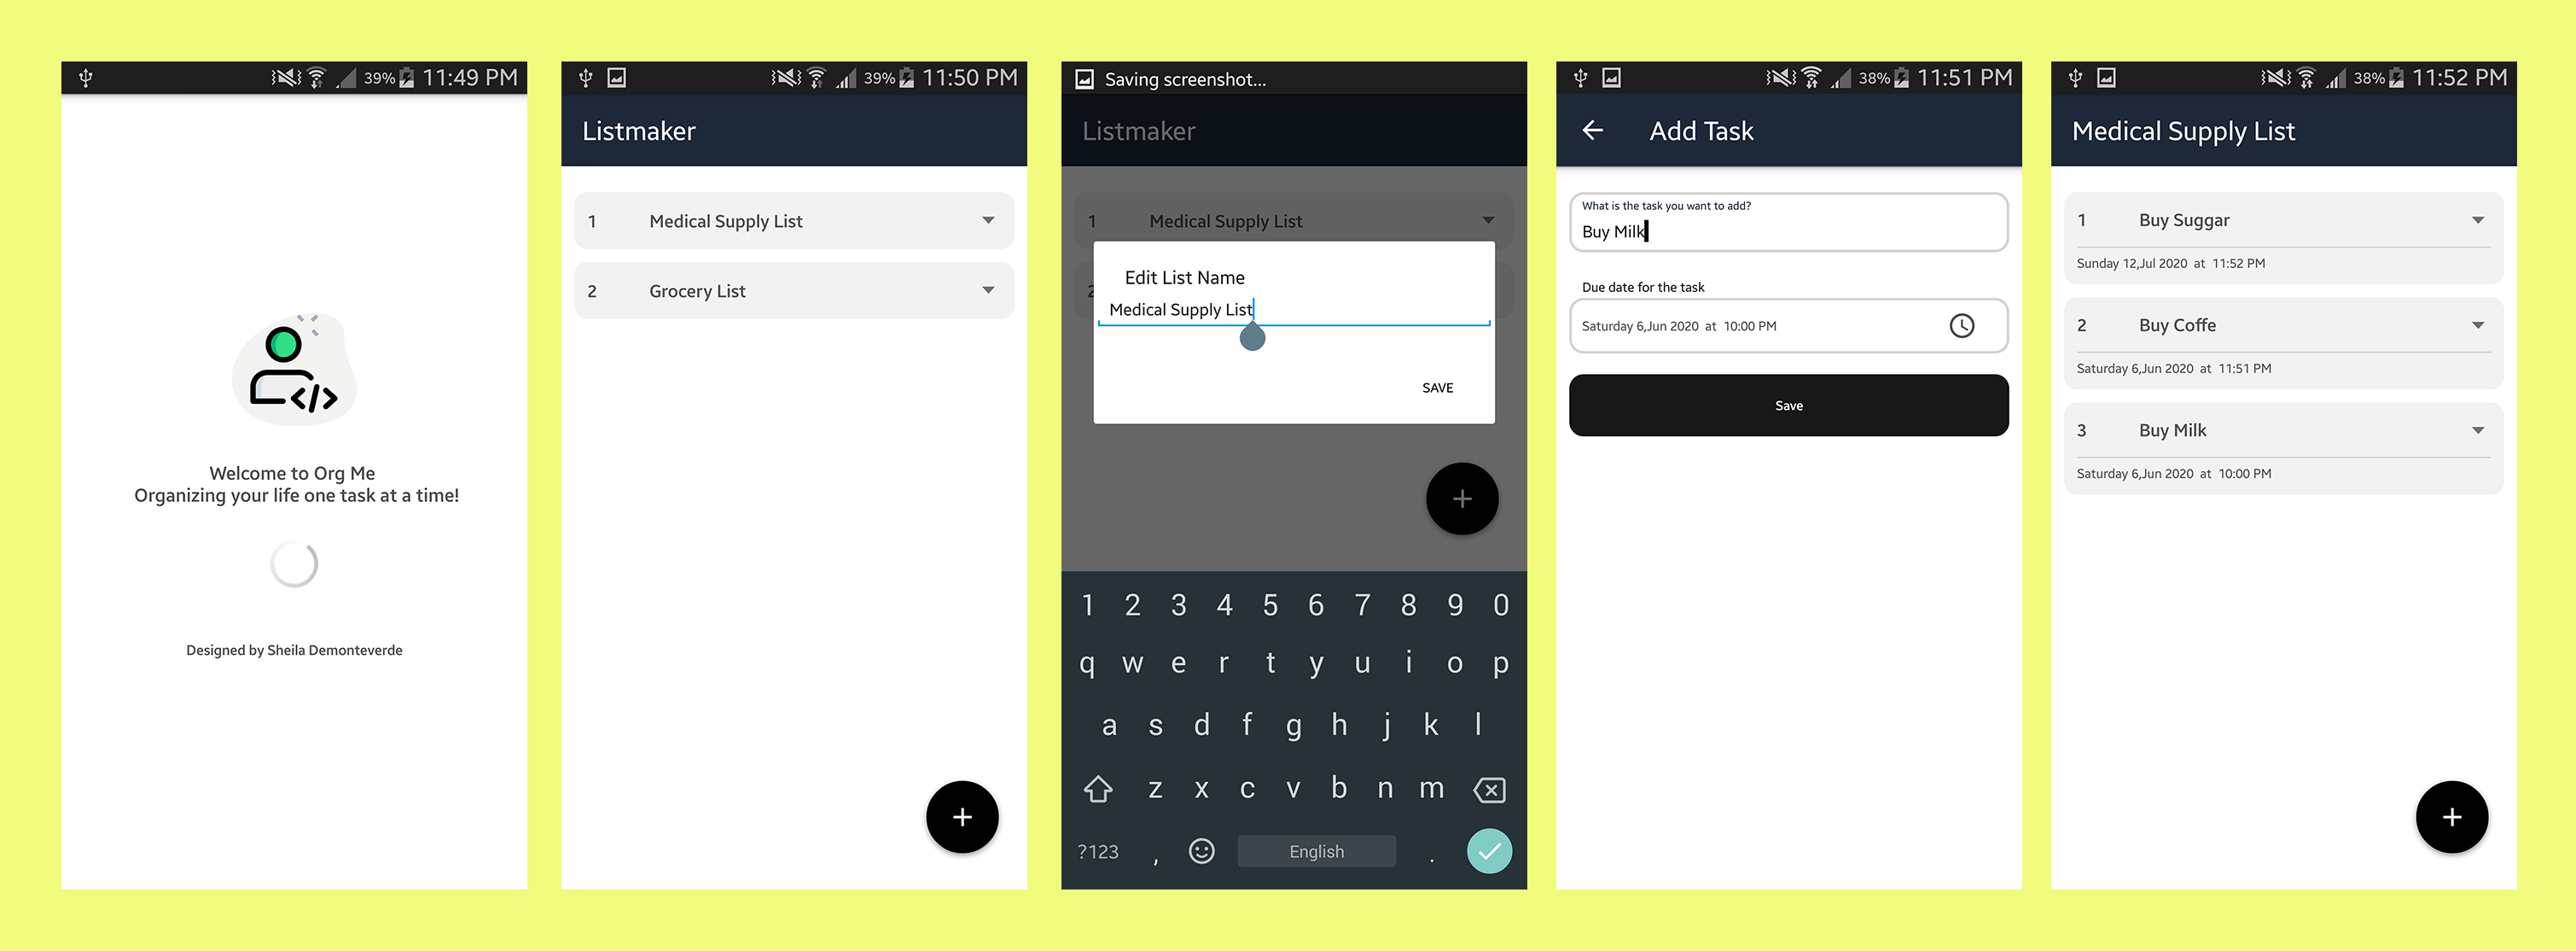 39% 11:49 PM
Welcome to Org Me
Organizing your life one task at a time!
Designed by Sheila Demonteverde
39% 11:50 PM
Listmaker
1 Medical Supply List
2 Grocery List
+
Saving screenshot...
Listmaker
1 Medical Supply List
2
Edit List Name
Medical Supply List
SAVE
+
1 2 3 4 5 6 7 8 9 0
q w e r t y u i o p
a s d f g h j k l
z x c v b n m
?123 , English .
38% 11:51 PM
Add Task
What is the task you want to add?
Buy Milk
Due date for the task
Saturday 6,Jun 2020 at 10:00 PM
Save
38% 11:52 PM
Medical Supply List
1 Buy Suggar
Sunday 12,Jul 2020 at 11:52 PM
2 Buy Coffe
Saturday 6,Jun 2020 at 11:51 PM
3 Buy Milk
Saturday 6,Jun 2020 at 10:00 PM
+